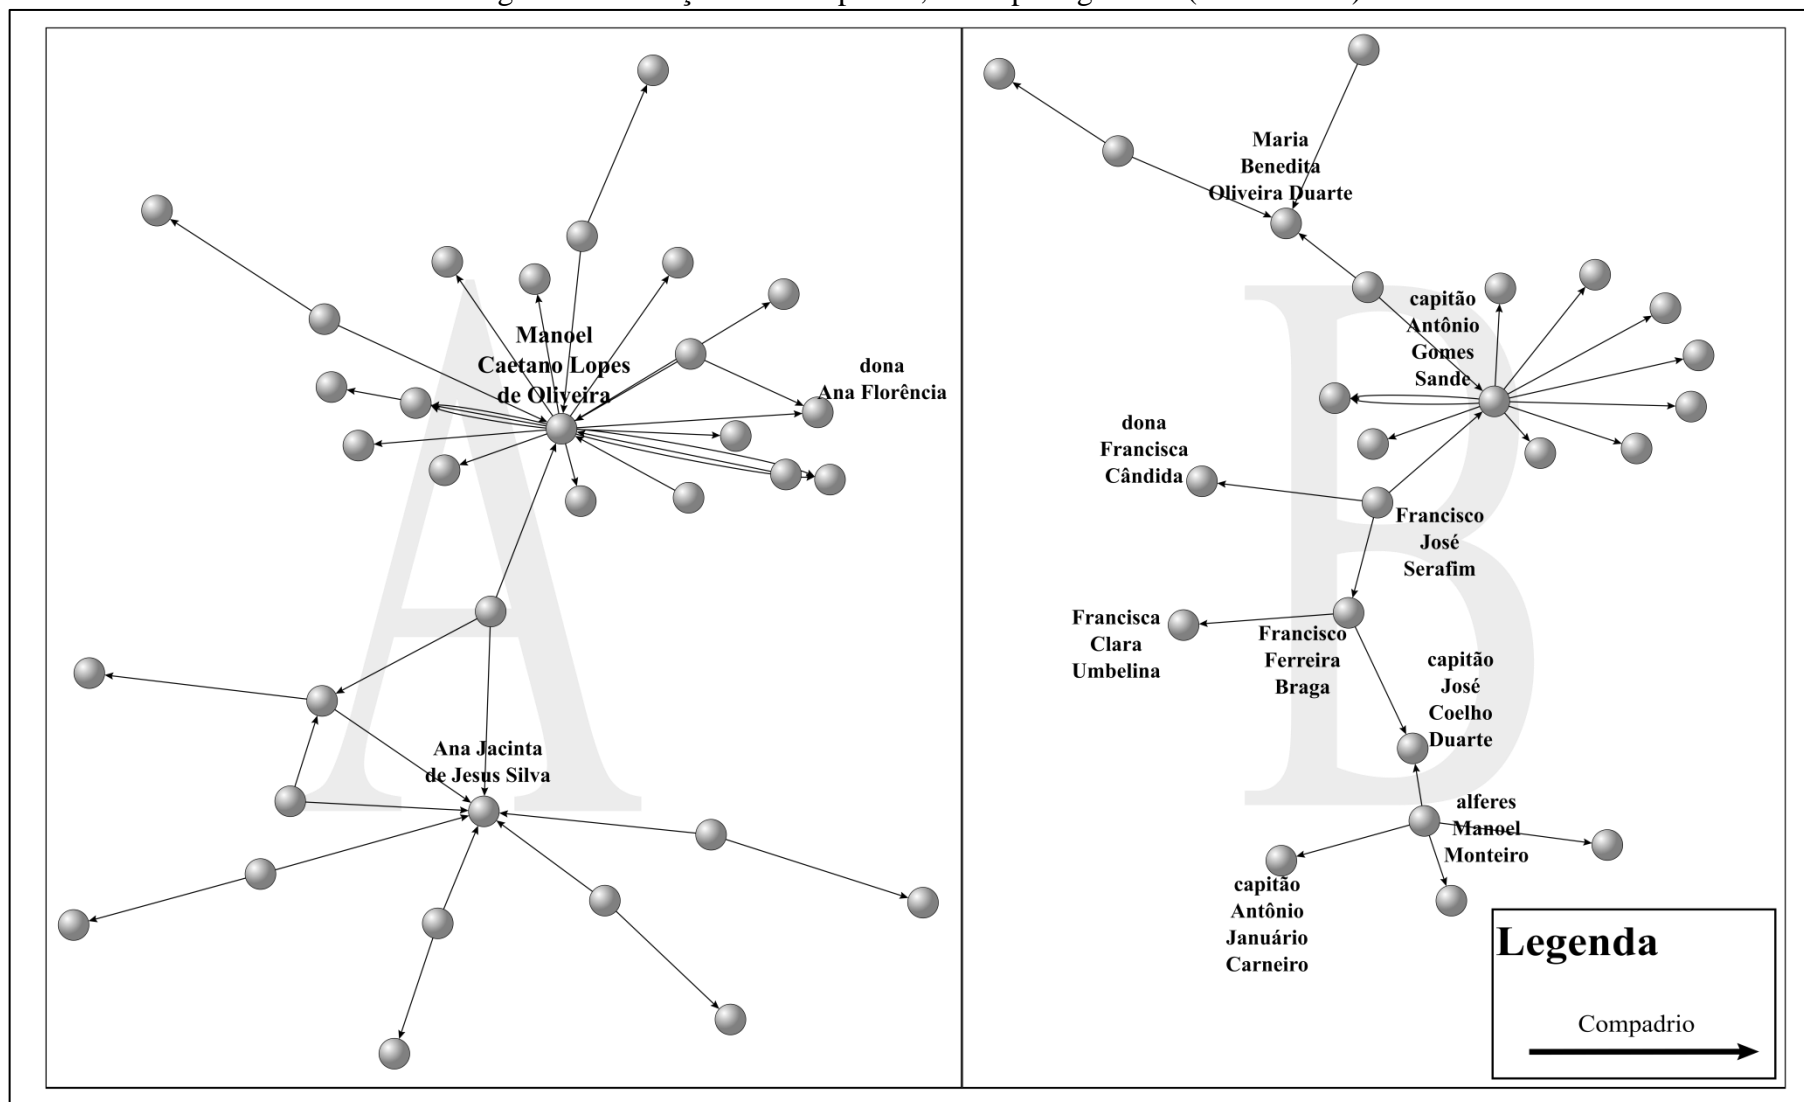 A
Manoel
Caetano Lopes
de Oliveira
dona
Ana Florência
Ana Jacinta
de Jesus Silva
B
Maria
Benedita
Oliveira Duarte
capitão
Antônio
Gomes
Sande
dona
Francisca
Cândida
Francisco
José
Serafim
Francisca
Clara
Umbelina
Francisco
Ferreira
Braga
capitão
José
Coelho
Duarte
alferes
Manoel
Monteiro
capitão
Antônio
Januário
Carneiro
Legenda
Compadrio